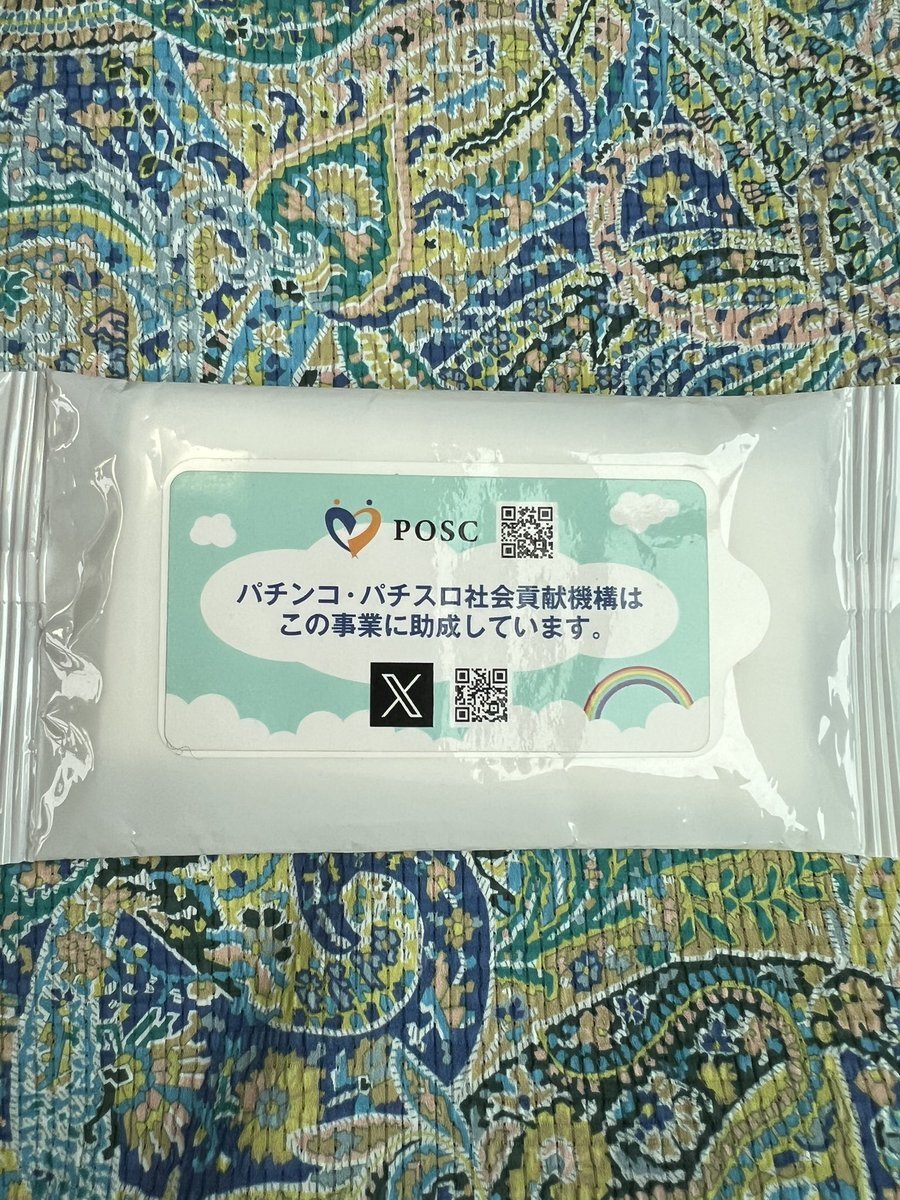 POSC
パチンコ・パチスロ社会貢献機構は
この事業に助成しています。
X